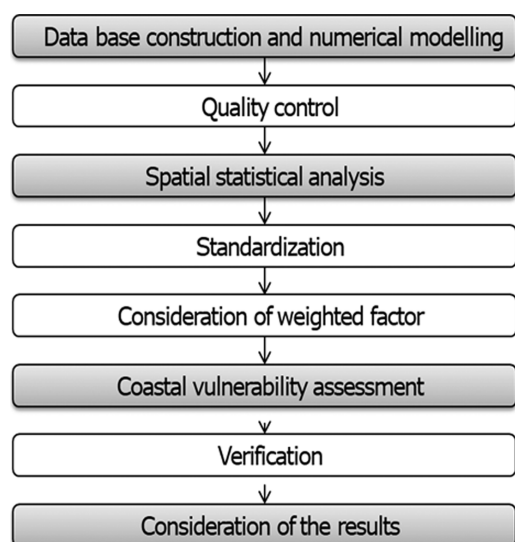 Data base construction and numerical modelling
Quality control
Spatial statistical analysis
Standardization
Consideration of weighted factor
Coastal vulnerability assessment
Verification
Consideration of the results